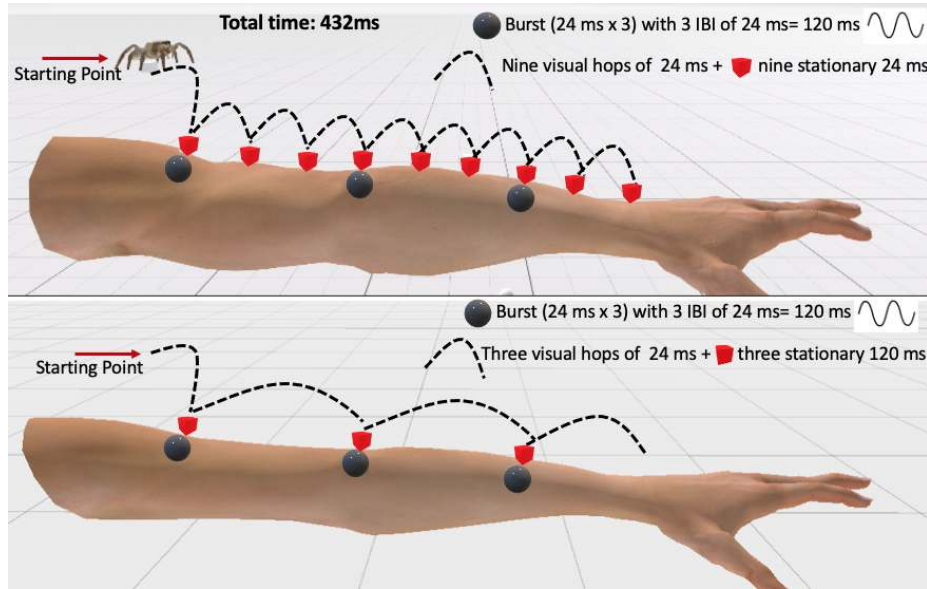 Total time: 432ms
Burst (24 ms x 3) with 3 IBI of 24 ms= 120 ms
Starting Point
Nine visual hops of 24 ms + nine stationary 24 ms
Burst (24 ms x 3) with 3 IBI of 24 ms= 120 ms
Starting Point
Three visual hops of 24 ms + three stationary 120 ms